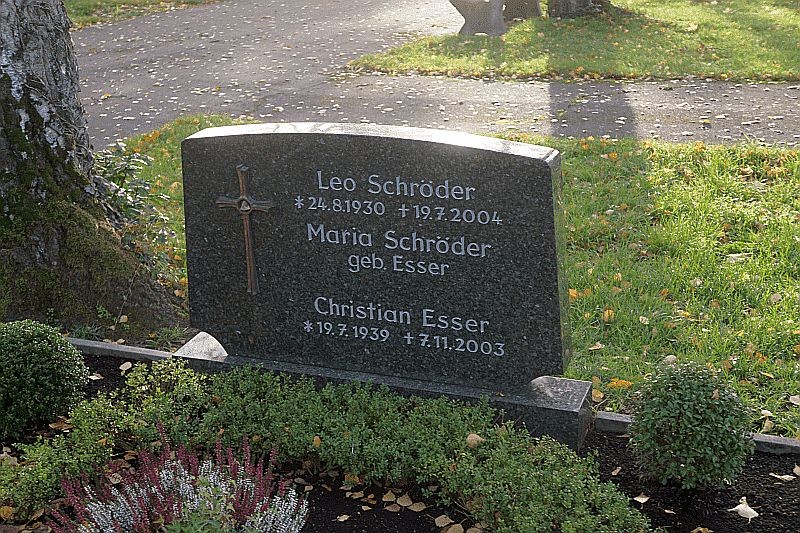 Leo Schröder
*24.8.1930 +19.7.2004
Maria Schröder
geb. Esser
Christian Esser
*19.7.1939 +7.11.2003